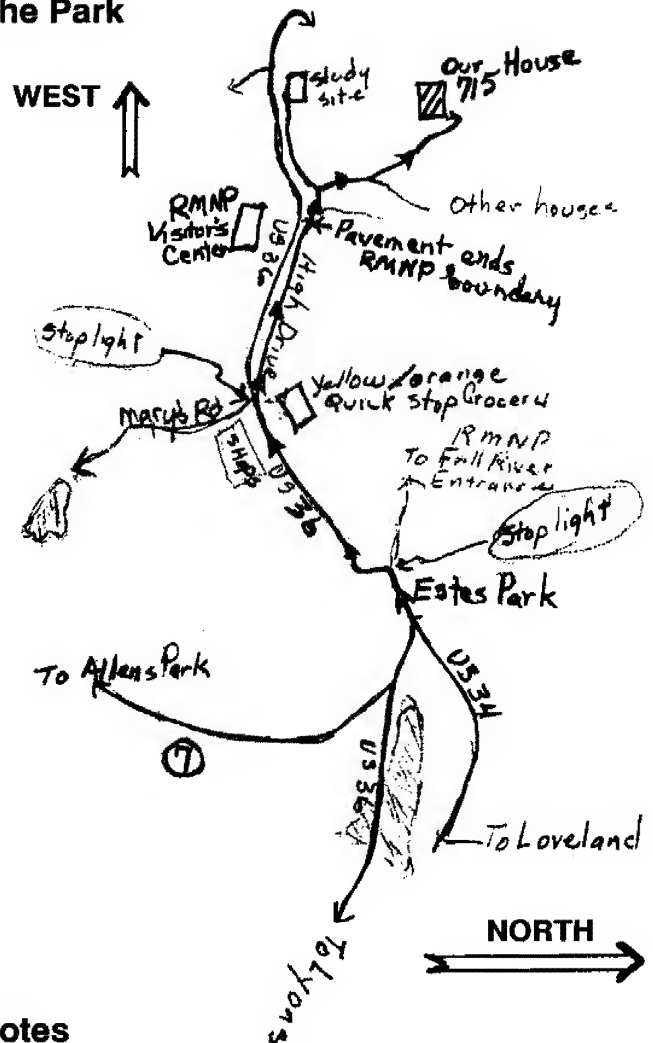 he Park
WEST
study
site
Our House
715
RMNP
Visitor's
Center
US 36
High Drive
Other houses
Pavement ends
RMNP boundary
Stoplight
Mary's Rd
Shops
Yellow/orange
Quick Stop Grocery
US 36
RMNP
To Fall River
Entrance
Stoplight
Estes Park
To Allens Park
7
US 34
US 36
To Loveland
To Lyons
NORTH
otes